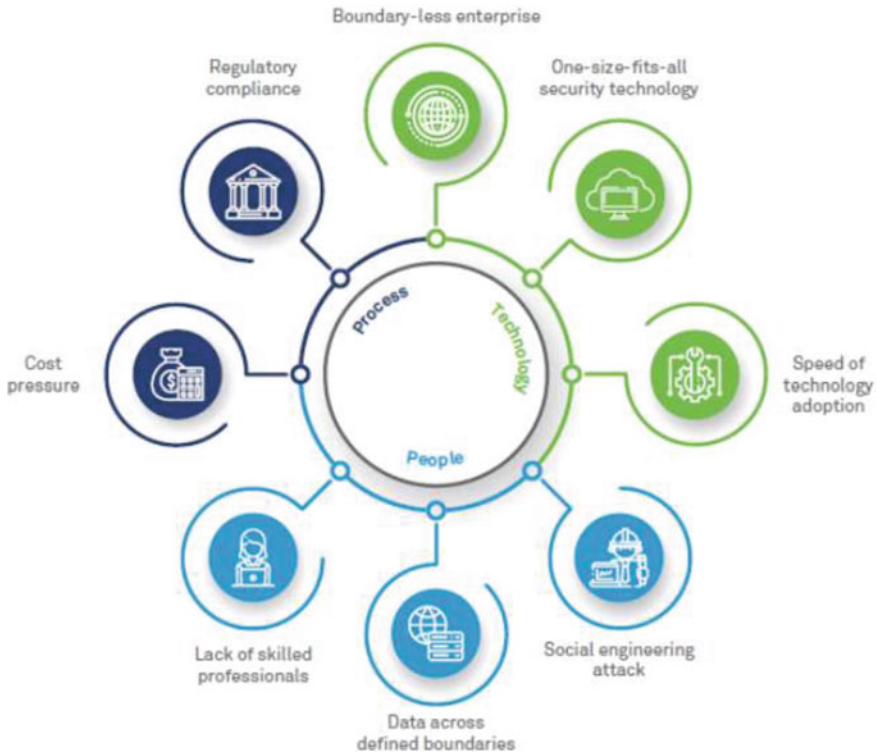 Boundary-less enterprise
Regulatory
compliance
One-size-fits-all
security technology
Process
Technology
Cost
pressure
Speed of
technology
adoption
People
Lack of skilled
professionals
Social engineering
attack
Data across
defined boundaries